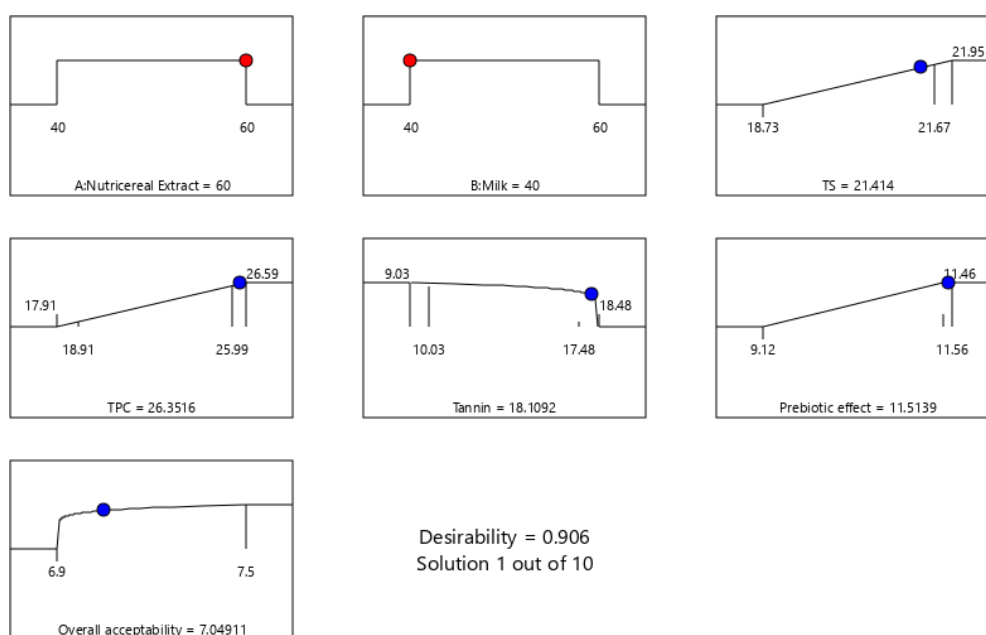 40
60
A:Nutricereal Extract = 60
40
60
B:Milk = 40
21.95
18.73
21.67
TS = 21.414
17.91
26.59
18.91
25.99
TPC = 26.3516
9.03
18.48
10.03
17.48
Tannin = 18.1092
11.46
9.12
11.56
Prebiotic effect = 11.5139
6.9
7.5
Overall acceptability = 7.04911
Desirability = 0.906
Solution 1 out of 10